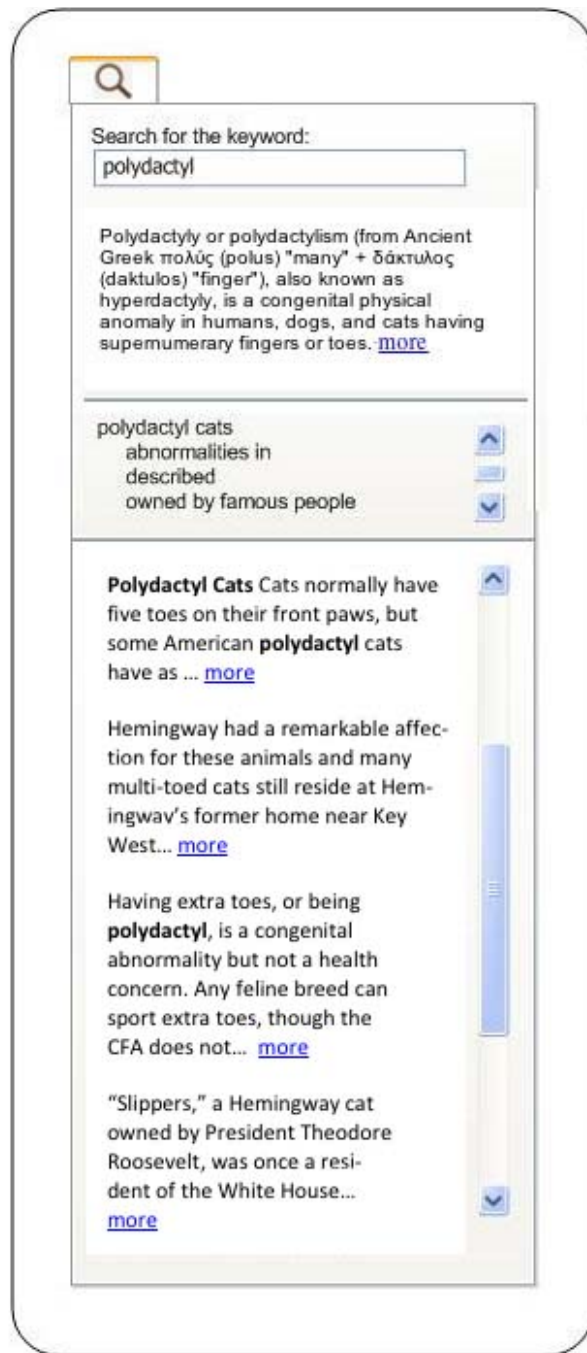 Search for the keyword:
polydactyl
Polydactyly or polydactylism (from Ancient
Greek πολύς (polus) "many" + δάκτυλος
(daktulos) "finger"), also known as
hyperdactyly, is a congenital physical
anomaly in humans, dogs, and cats having
supernumerary fingers or toes. more
polydactyl cats
abnormalities in
described
owned by famous people
Polydactyl Cats Cats normally have
five toes on their front paws, but
some American polydactyl cats
have as ... more
Hemingway had a remarkable affec-
tion for these animals and many
multi-toed cats still reside at Hem-
ingway's former home near Key
West... more
Having extra toes, or being
polydactyl, is a congenital
abnormality but not a health
concern. Any feline breed can
sport extra toes, though the
CFA does not... more
“Slippers,” a Hemingway cat
owned by President Theodore
Roosevelt, was once a resi-
dent of the White House...
more